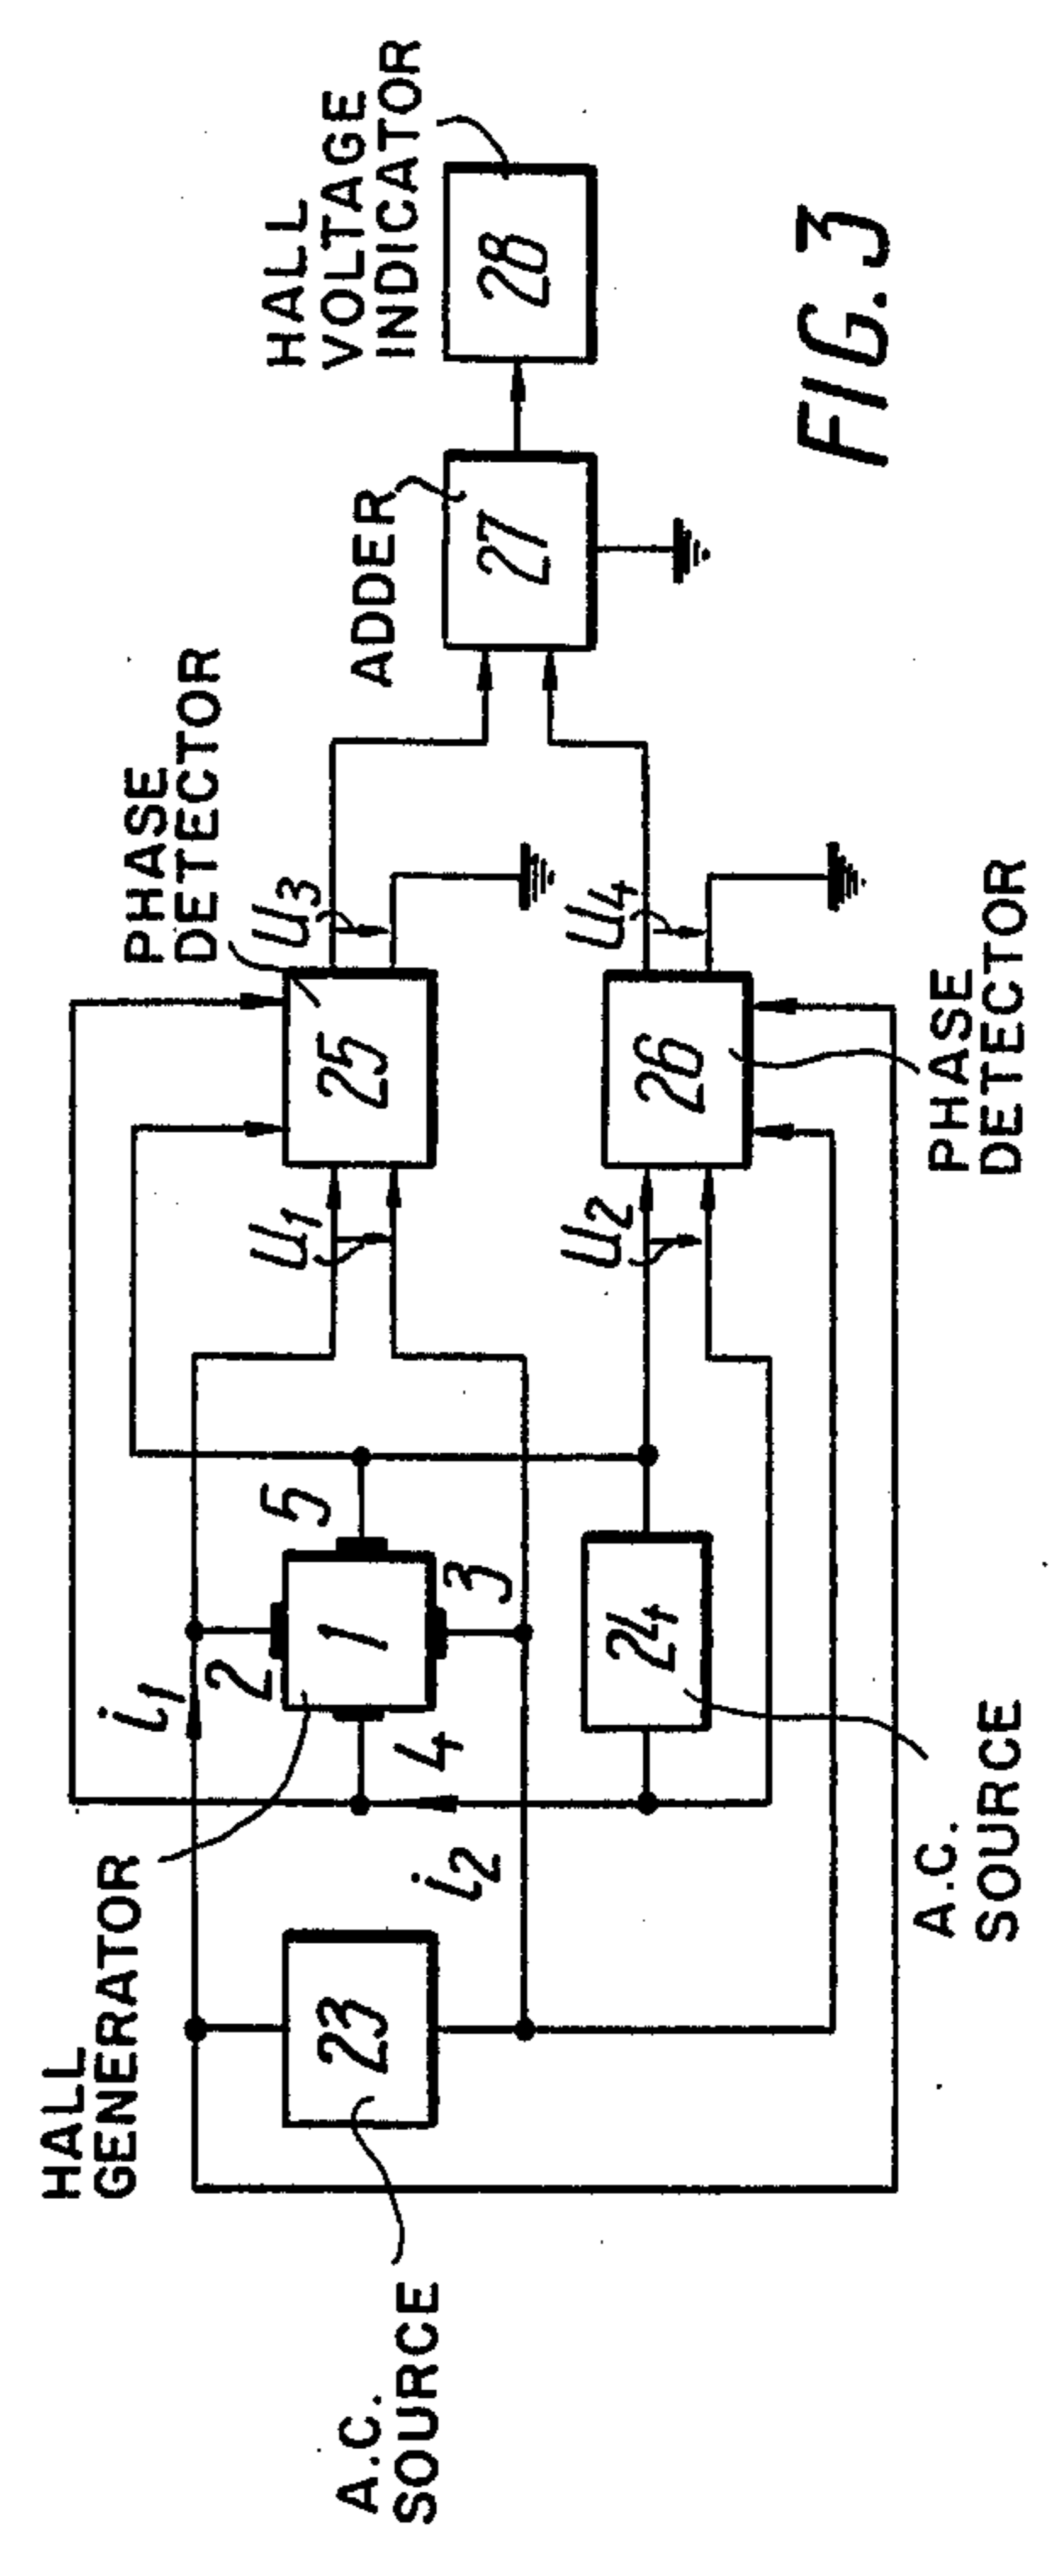 HALL
GENERATOR
A.C.
SOURCE
23
i1
i2
1
2
3
4
5
24
A.C.
SOURCE
U1
U2
PHASE
DETECTOR
25
U3
26
U4
PHASE
DETECTOR
ADDER
27
HALL
VOLTAGE
INDICATOR
28
FIG. 3